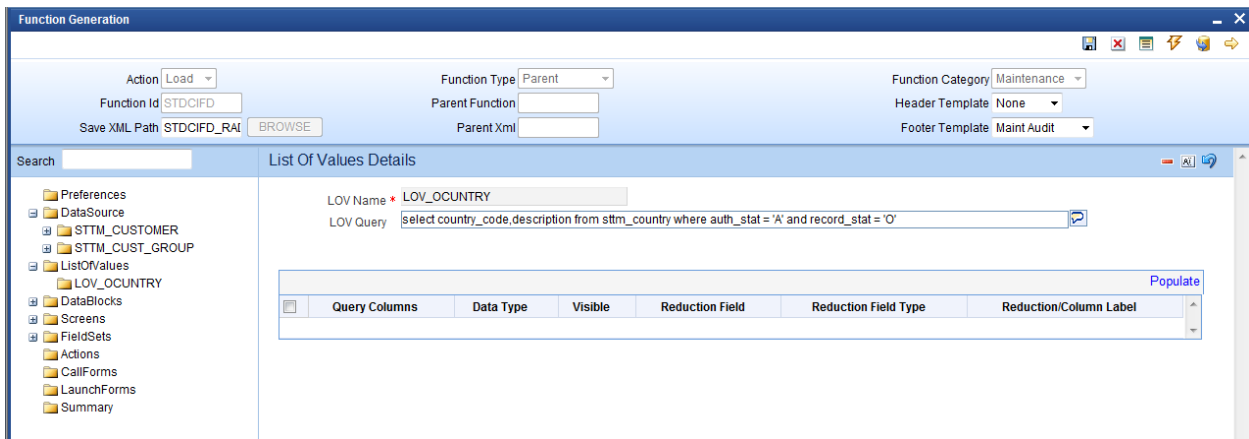 Function Generation
Action Load Function Type Parent Function Category Maintenance
Function Id STDCIFD Parent Function Header Template None
Save XML Path STDCIFD_RAD BROWSE Parent Xml Footer Template Maint Audit
Search List Of Values Details
Preferences
DataSource
STTM_CUSTOMER
STTM_CUST_GROUP
ListOfValues
LOV_OCUNTRY
DataBlocks
Screens
FieldSets
Actions
CallForms
LaunchForms
Summary
LOV Name * LOV_OCUNTRY
LOV Query select country_code,description from sttm_country where auth_stat = 'A' and record_stat = 'O'
Populate
Query Columns Data Type Visible Reduction Field Reduction Field Type Reduction/Column Label